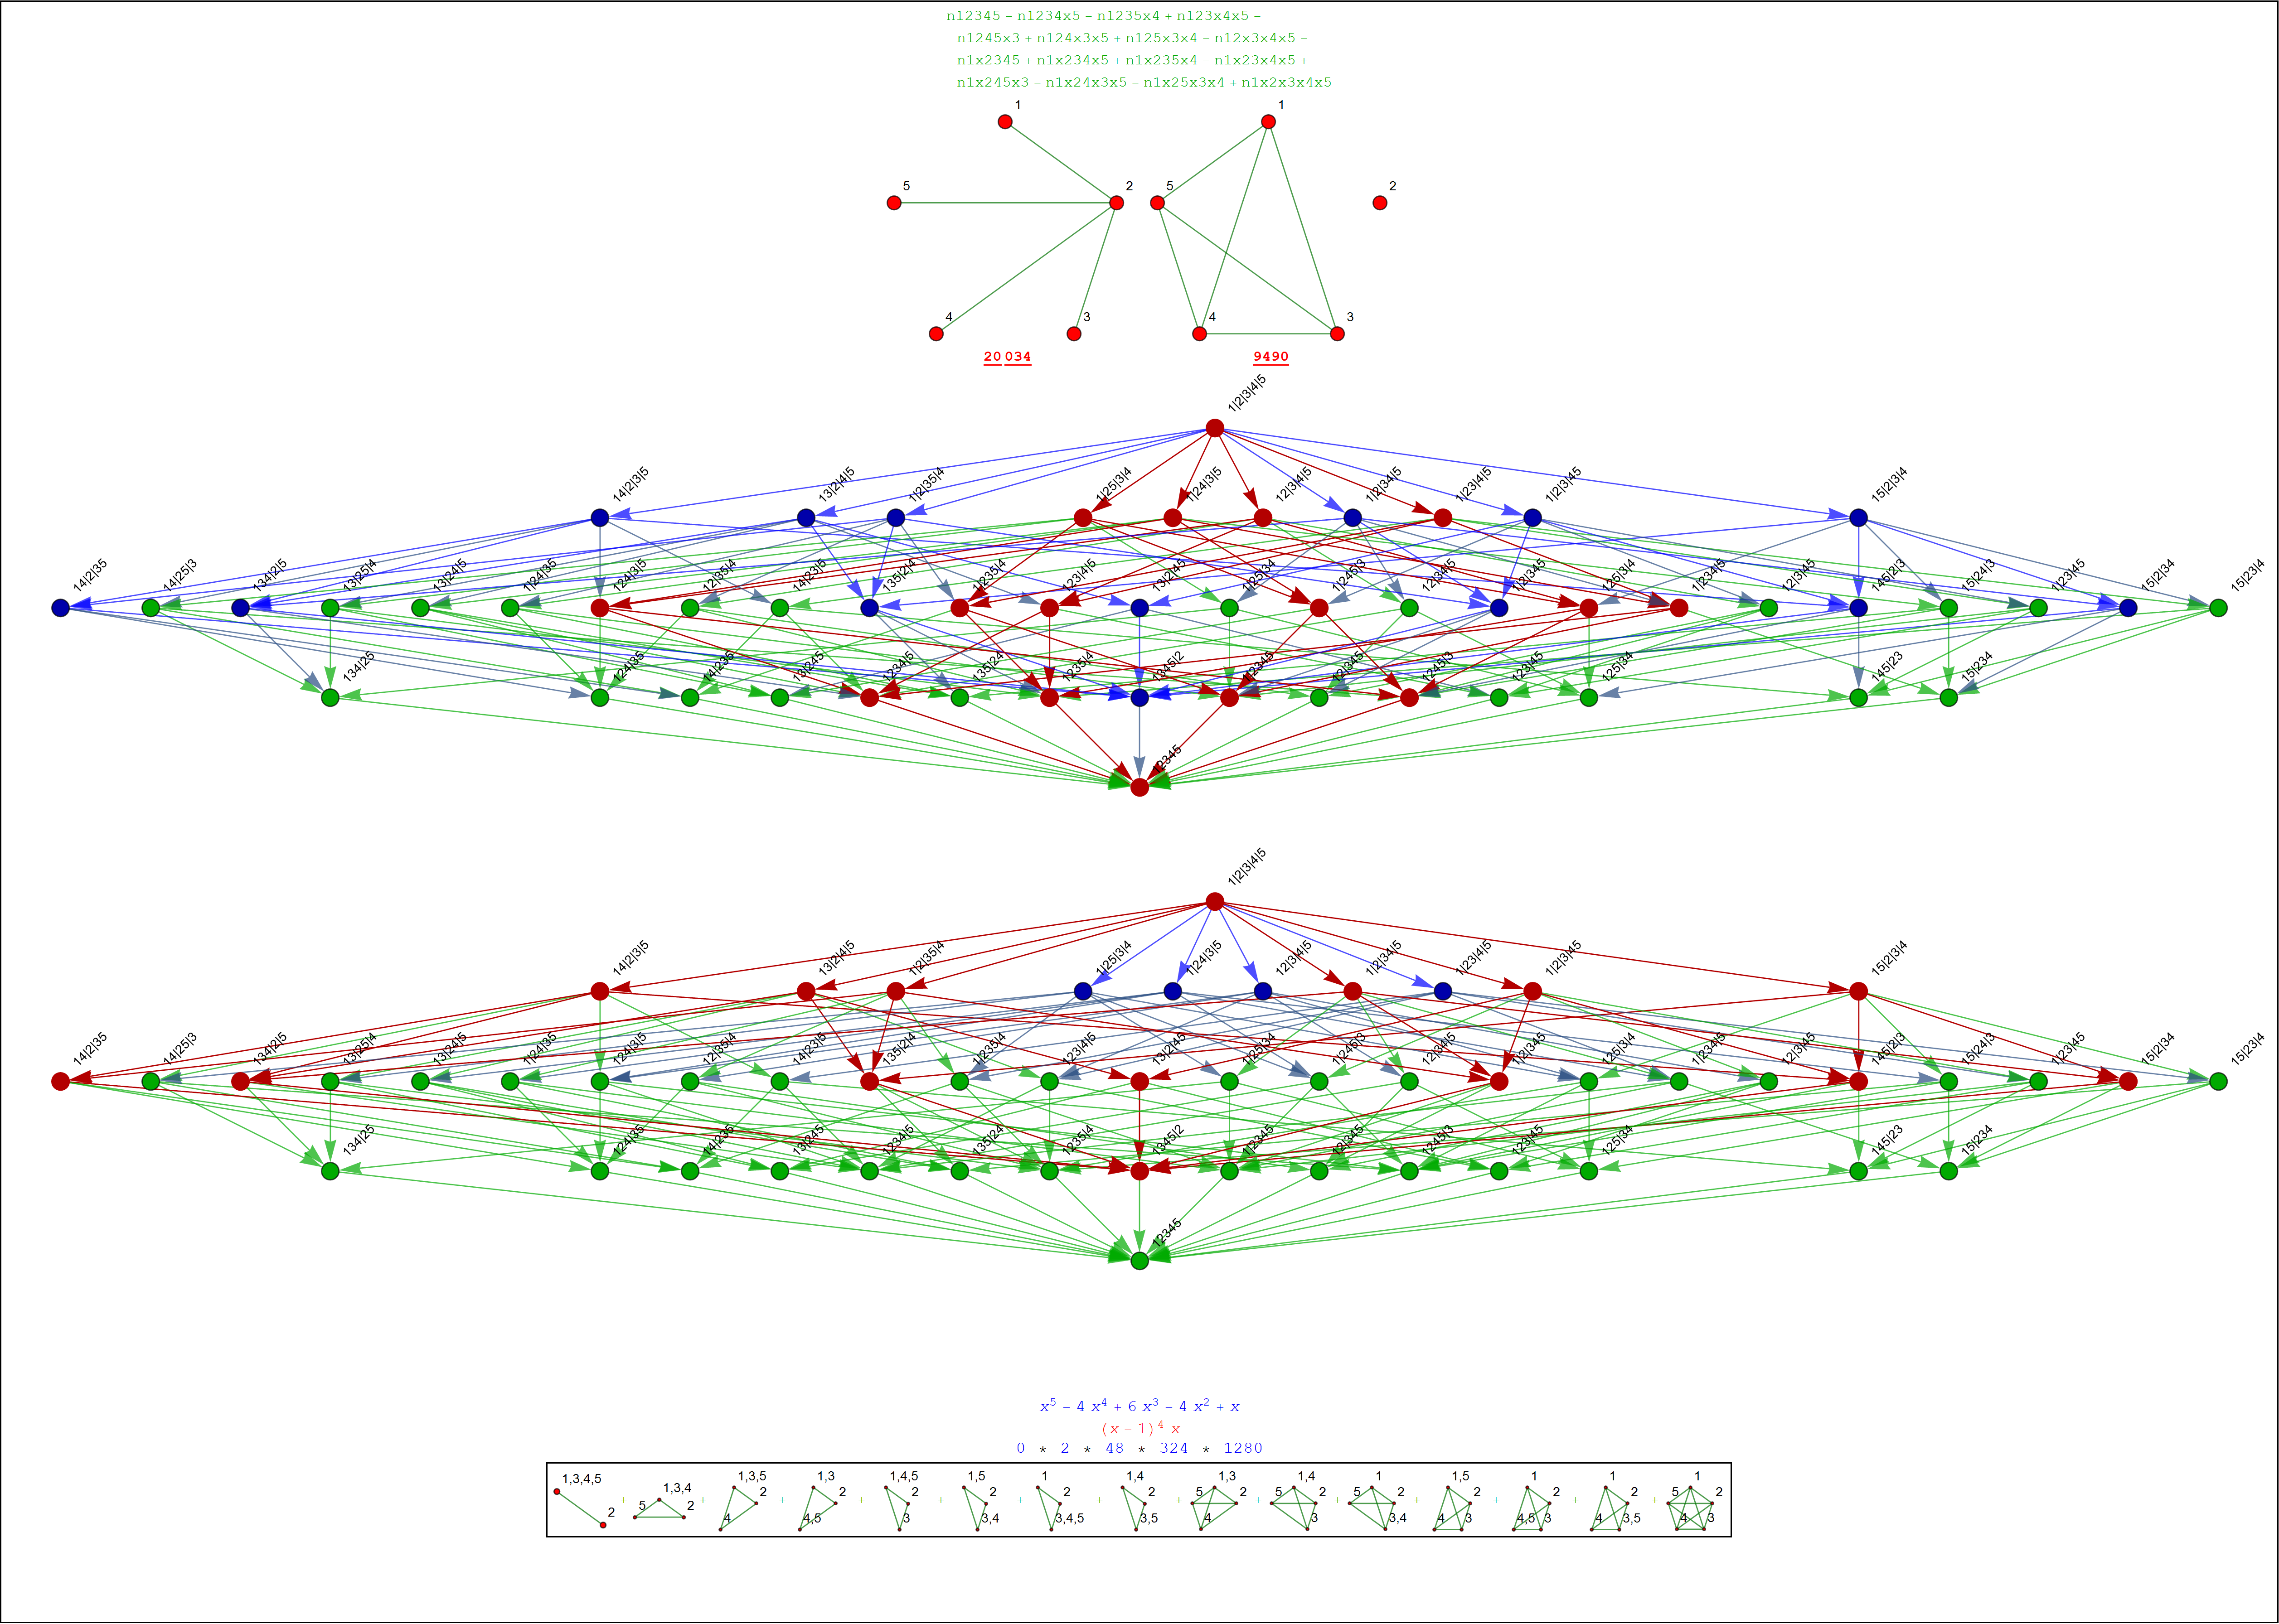 n12345 − n1234x5 − n1235x4 + n123x4x5 −
n1245x3 + n124x3x5 + n125x3x4 − n12x3x4x5 −
n1x2345 + n1x234x5 + n1x235x4 − n1x23x4x5 +
n1x245x3 − n1x24x3x5 − n1x25x3x4 + n1x2x3x4x5
1 1
5 2 5 2
4 3 4 3
20 034 9490
1|2|3|4|5
14|2|3|5 13|2|4|5 1|2|35|4 1|25|3|4 1|24|3|5 12|3|4|5 1|2|34|5 1|23|4|5 1|2|3|45 15|2|3|4
14|2|35 14|25|3 134|2|5 13|25|4 13|24|5 1|24|35 124|3|5 12|35|4 14|23|5 135|2|4 1|235|4 123|4|5 13|2|45 1|25|34 1|245|3 12|34|5 1|2|345 125|3|4 1|234|5 12|3|45 145|2|3 15|24|3 1|23|45 15|2|34 15|23|4
134|25 124|35 14|235 13|245 1234|5 135|24 1235|4 1345|2 1|2345 12|345 1245|3 123|45 125|34 145|23 15|234
12345
1|2|3|4|5
14|2|3|5 13|2|4|5 1|2|35|4 1|25|3|4 1|24|3|5 12|3|4|5 1|2|34|5 1|23|4|5 1|2|3|45 15|2|3|4
14|2|35 14|25|3 134|2|5 13|25|4 13|24|5 1|24|35 124|3|5 12|35|4 14|23|5 135|2|4 1|235|4 123|4|5 13|2|45 1|25|34 1|245|3 12|34|5 1|2|345 125|3|4 1|234|5 12|3|45 145|2|3 15|24|3 1|23|45 15|2|34 15|23|4
134|25 124|35 14|235 13|245 1234|5 135|24 1235|4 1345|2 1|2345 12|345 1245|3 123|45 125|34 145|23 15|234
12345
x⁵ − 4 x⁴ + 6 x³ − 4 x² + x
(x − 1)⁴ x
0 * 2 * 48 * 324 * 1280
1,3,4,5 2 + 1,3,4 5 2 + 1,3,5 2 4 + 1,3 2 4,5 + 1,4,5 2 3 + 1,5 2 3,4 + 1 2 3,4,5 + 1,4 2 3,5 + 1,3 5 2 4 + 1,4 5 2 3 + 1 5 2 3,4 + 1,5 2 4 3 + 1 2 4,5 3 + 1 2 4 3,5 + 1 5 2 4 3